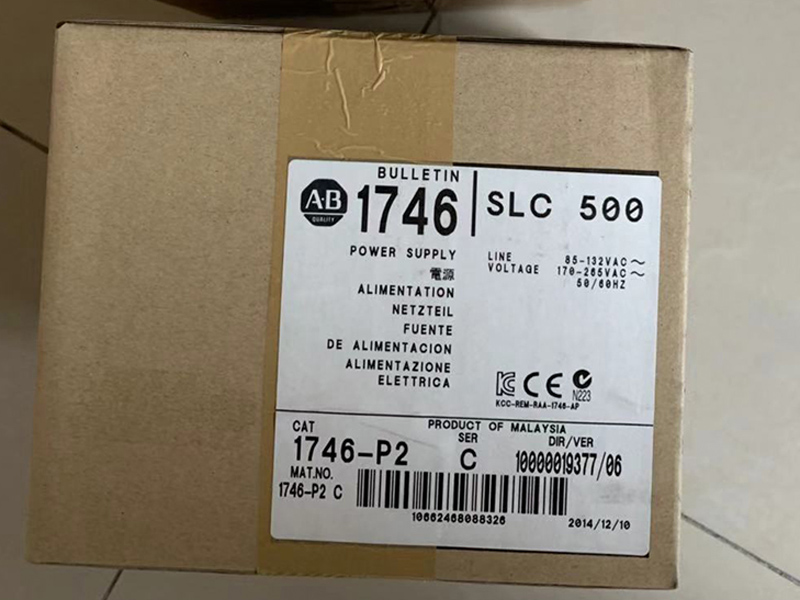 BULLETIN
A·B
QUALITY
1746
SLC 500
POWER SUPPLY
電源
ALIMENTATION
NETZTEIL
FUENTE
DE ALIMENTACION
ALIMENTAZIONE
ELETTRICA
LINE
VOLTAGE
85-132VAC~
170-265VAC~
50/60HZ
CE
N223
KCC-REM-RAA-1746-AP
PRODUCT OF MALAYSIA
CAT
1746-P2
SER
C
DIR/VER
10000019377/06
MAT.NO.
1746-P2 C
10662468088326
2014/12/10